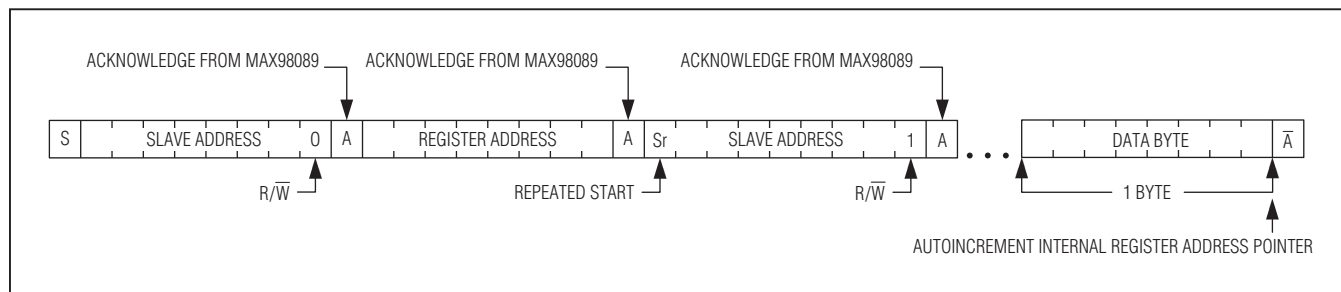 ACKNOWLEDGE FROM MAX98089 ACKNOWLEDGE FROM MAX98089 ACKNOWLEDGE FROM MAX98089
S SLAVE ADDRESS 0 A REGISTER ADDRESS A Sr SLAVE ADDRESS 1 A ••• DATA BYTE A̅
R/W̅ REPEATED START R/W̅ 1 BYTE
AUTOINCREMENT INTERNAL REGISTER ADDRESS POINTER